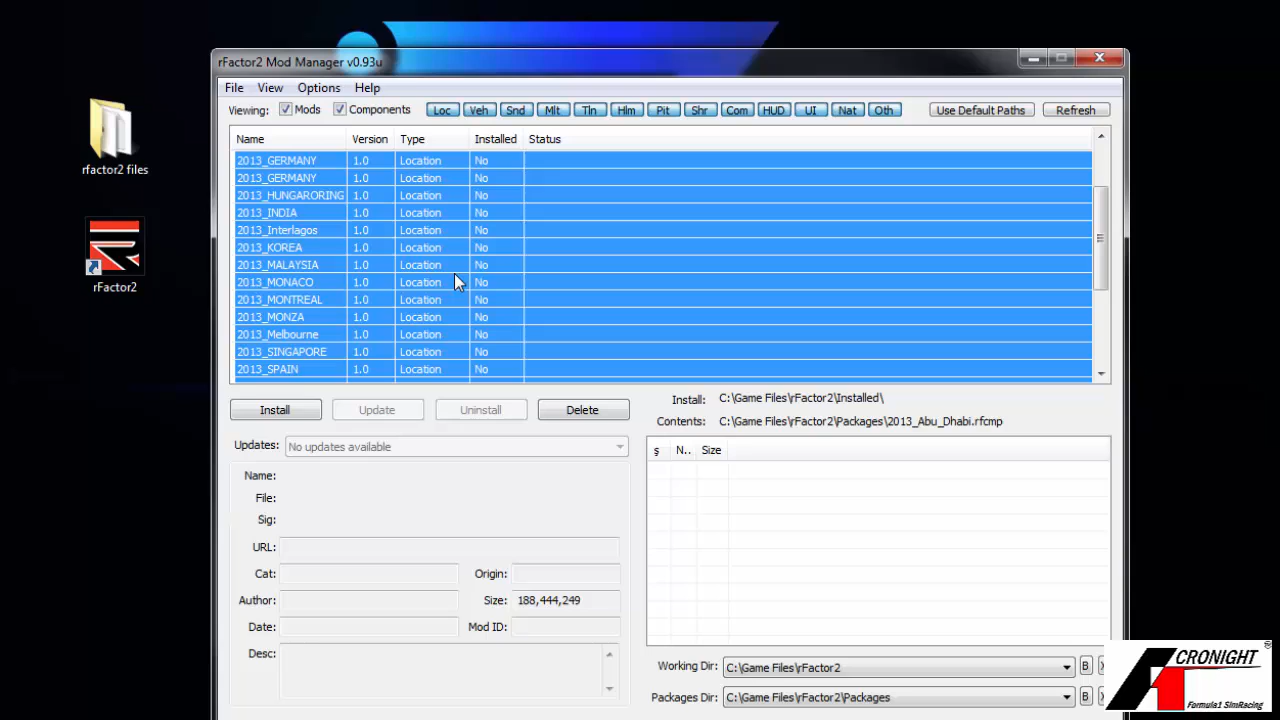 rFactor2 Mod Manager v0.93u
File View Options Help
Viewing: Mods Components Loc Veh Snd Mlt Tln Hlm Pit Shr Com HUD UI Nat Oth Use Default Paths Refresh
Name Version Type Installed Status
2013_GERMANY 1.0 Location No
2013_GERMANY 1.0 Location No
2013_HUNGARORING 1.0 Location No
2013_INDIA 1.0 Location No
2013_Interlagos 1.0 Location No
2013_KOREA 1.0 Location No
2013_MALAYSIA 1.0 Location No
2013_MONACO 1.0 Location No
2013_MONTREAL 1.0 Location No
2013_MONZA 1.0 Location No
2013_Melbourne 1.0 Location No
2013_SINGAPORE 1.0 Location No
2013_SPAIN 1.0 Location No
rfactor2 files
rFactor2
Install Update Uninstall Delete
Install: C:\Game Files\rFactor2\Installed\
Contents: C:\Game Files\rFactor2\Packages\2013_Abu_Dhabi.rfcmp
Updates: No updates available
N.. Size
Name:
File:
Sig:
URL:
Cat: Origin:
Author: Size: 188,444,249
Date: Mod ID:
Desc:
Working Dir: C:\Game Files\rFactor2 B
Packages Dir: C:\Game Files\rFactor2\Packages B
CRONIGHT ®
Formula1 SimRacing